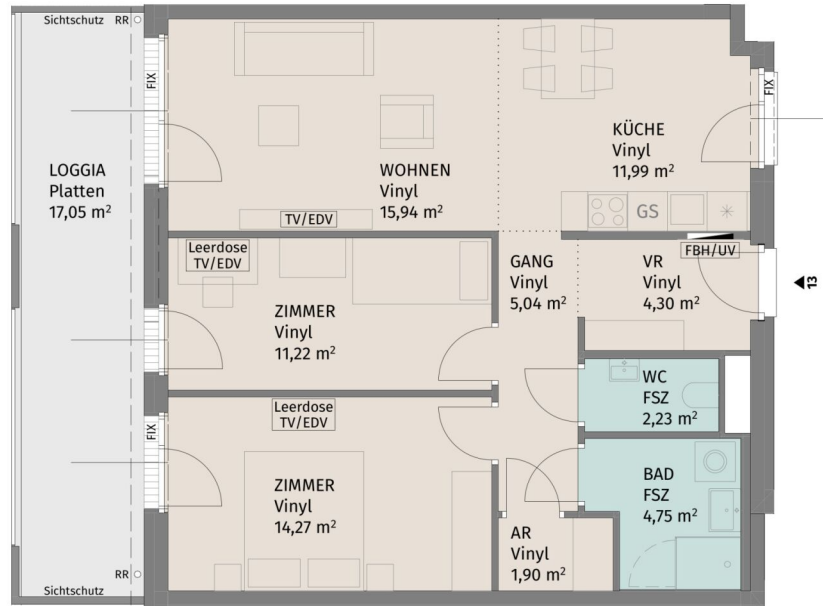 Sichtschutz
RR
FIX
FIX
LOGGIA
Platten
17,05 m²
WOHNEN
Vinyl
15,94 m²
TV/EDV
KÜCHE
Vinyl
11,99 m²
GS
Leerdose
TV/EDV
ZIMMER
Vinyl
11,22 m²
GANG
Vinyl
5,04 m²
VR
Vinyl
4,30 m²
FBH/UV
13
WC
FSZ
2,23 m²
FIX
Leerdose
TV/EDV
ZIMMER
Vinyl
14,27 m²
BAD
FSZ
4,75 m²
AR
Vinyl
1,90 m²
RR
Sichtschutz